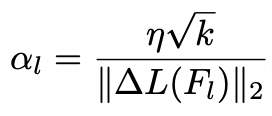 α_l = η√k / ‖ΔL(F_l)‖_2